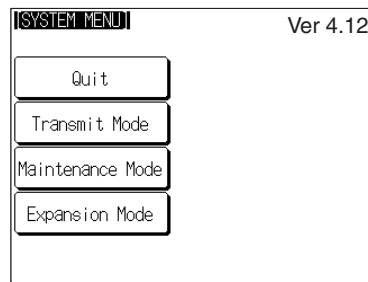 [SYSTEM MENU]
Ver 4.12
Quit
Transmit Mode
Maintenance Mode
Expansion Mode